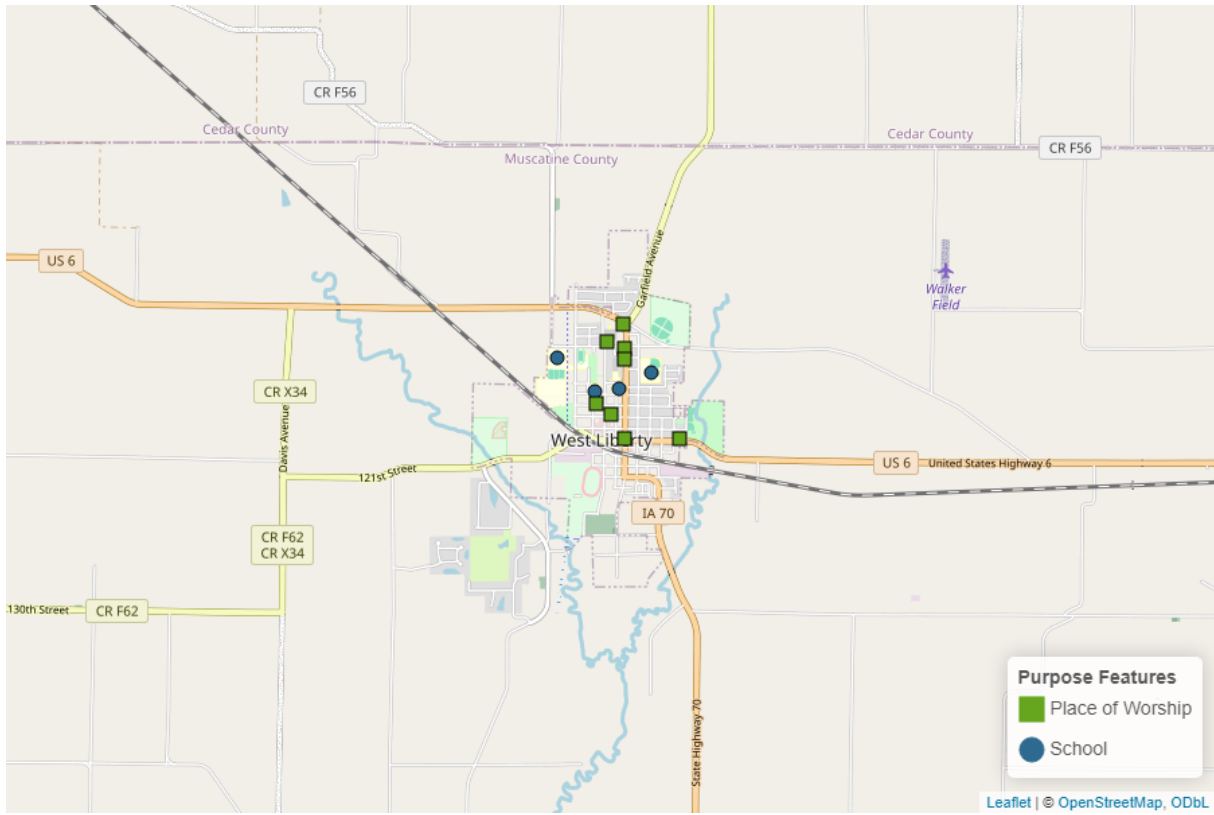 CR F56
Cedar County
Cedar County
Muscatine County
CR F56
US 6
Garfield Avenue
Walker
Field
CR X34
Davis Avenue
West Liberty
121st Street
US 6
United States Highway 6
IA 70
CR F62
CR X34
130th Street
CR F62
State Highway 70
Purpose Features
Place of Worship
School
Leaflet | © OpenStreetMap, ODbL